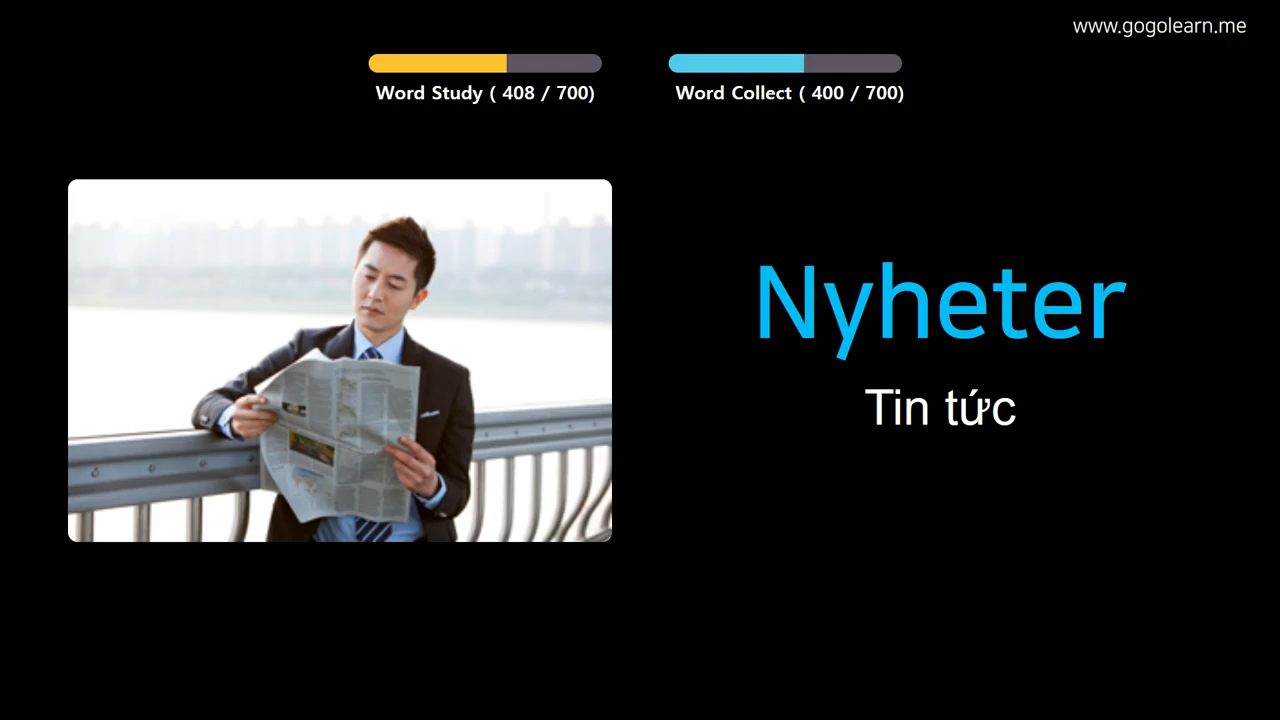 www.gogolearn.me
Word Study ( 408 / 700)
Word Collect ( 400 / 700)
Nyheter
Tin tức